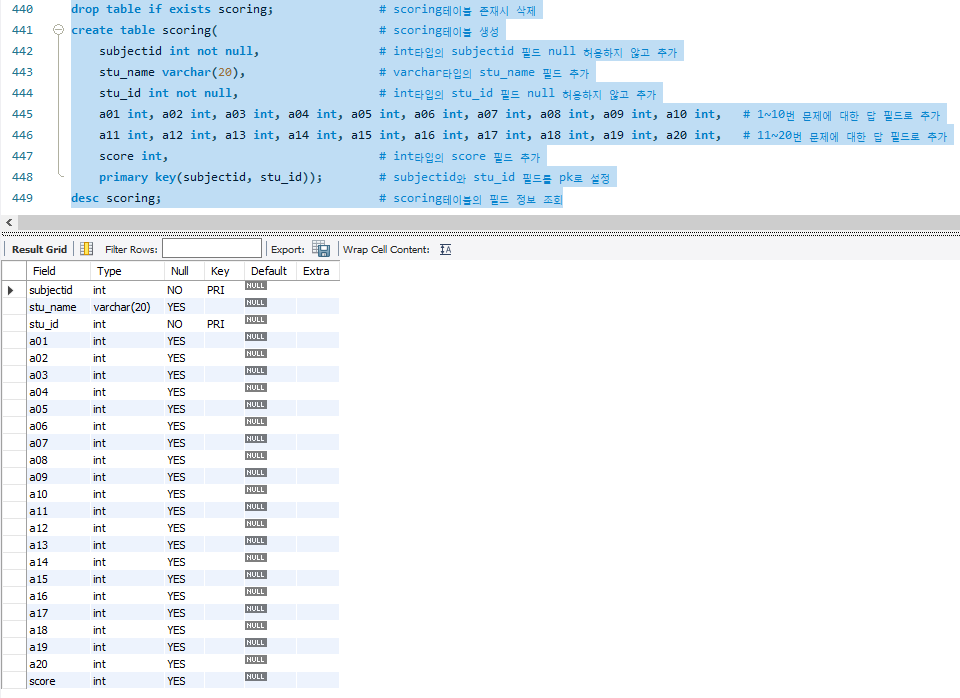 440 drop table if exists scoring; # scoring테이블 존재시 삭제
441 create table scoring( # scoring테이블 생성
442 subjectid int not null, # int타입의 subjectid 필드 null 허용하지 않고 추가
443 stu_name varchar(20), # varchar타입의 stu_name 필드 추가
444 stu_id int not null, # int타입의 stu_id 필드 null 허용하지 않고 추가
445 a01 int, a02 int, a03 int, a04 int, a05 int, a06 int, a07 int, a08 int, a09 int, a10 int, # 1~10번 문제에 대한 답 필드로 추가
446 a11 int, a12 int, a13 int, a14 int, a15 int, a16 int, a17 int, a18 int, a19 int, a20 int, # 11~20번 문제에 대한 답 필드로 추가
447 score int, # int타입의 score 필드 추가
448 primary key(subjectid, stu_id)); # subjectid와 stu_id 필드를 pk로 설정
449 desc scoring; # scoring테이블의 필드 정보 조회
Result Grid Filter Rows: Export: Wrap Cell Content: IA
Field Type Null Key Default Extra
subjectid int NO PRI NULL
stu_name varchar(20) YES NULL
stu_id int NO PRI NULL
a01 int YES NULL
a02 int YES NULL
a03 int YES NULL
a04 int YES NULL
a05 int YES NULL
a06 int YES NULL
a07 int YES NULL
a08 int YES NULL
a09 int YES NULL
a10 int YES NULL
a11 int YES NULL
a12 int YES NULL
a13 int YES NULL
a14 int YES NULL
a15 int YES NULL
a16 int YES NULL
a17 int YES NULL
a18 int YES NULL
a19 int YES NULL
a20 int YES NULL
score int YES NULL